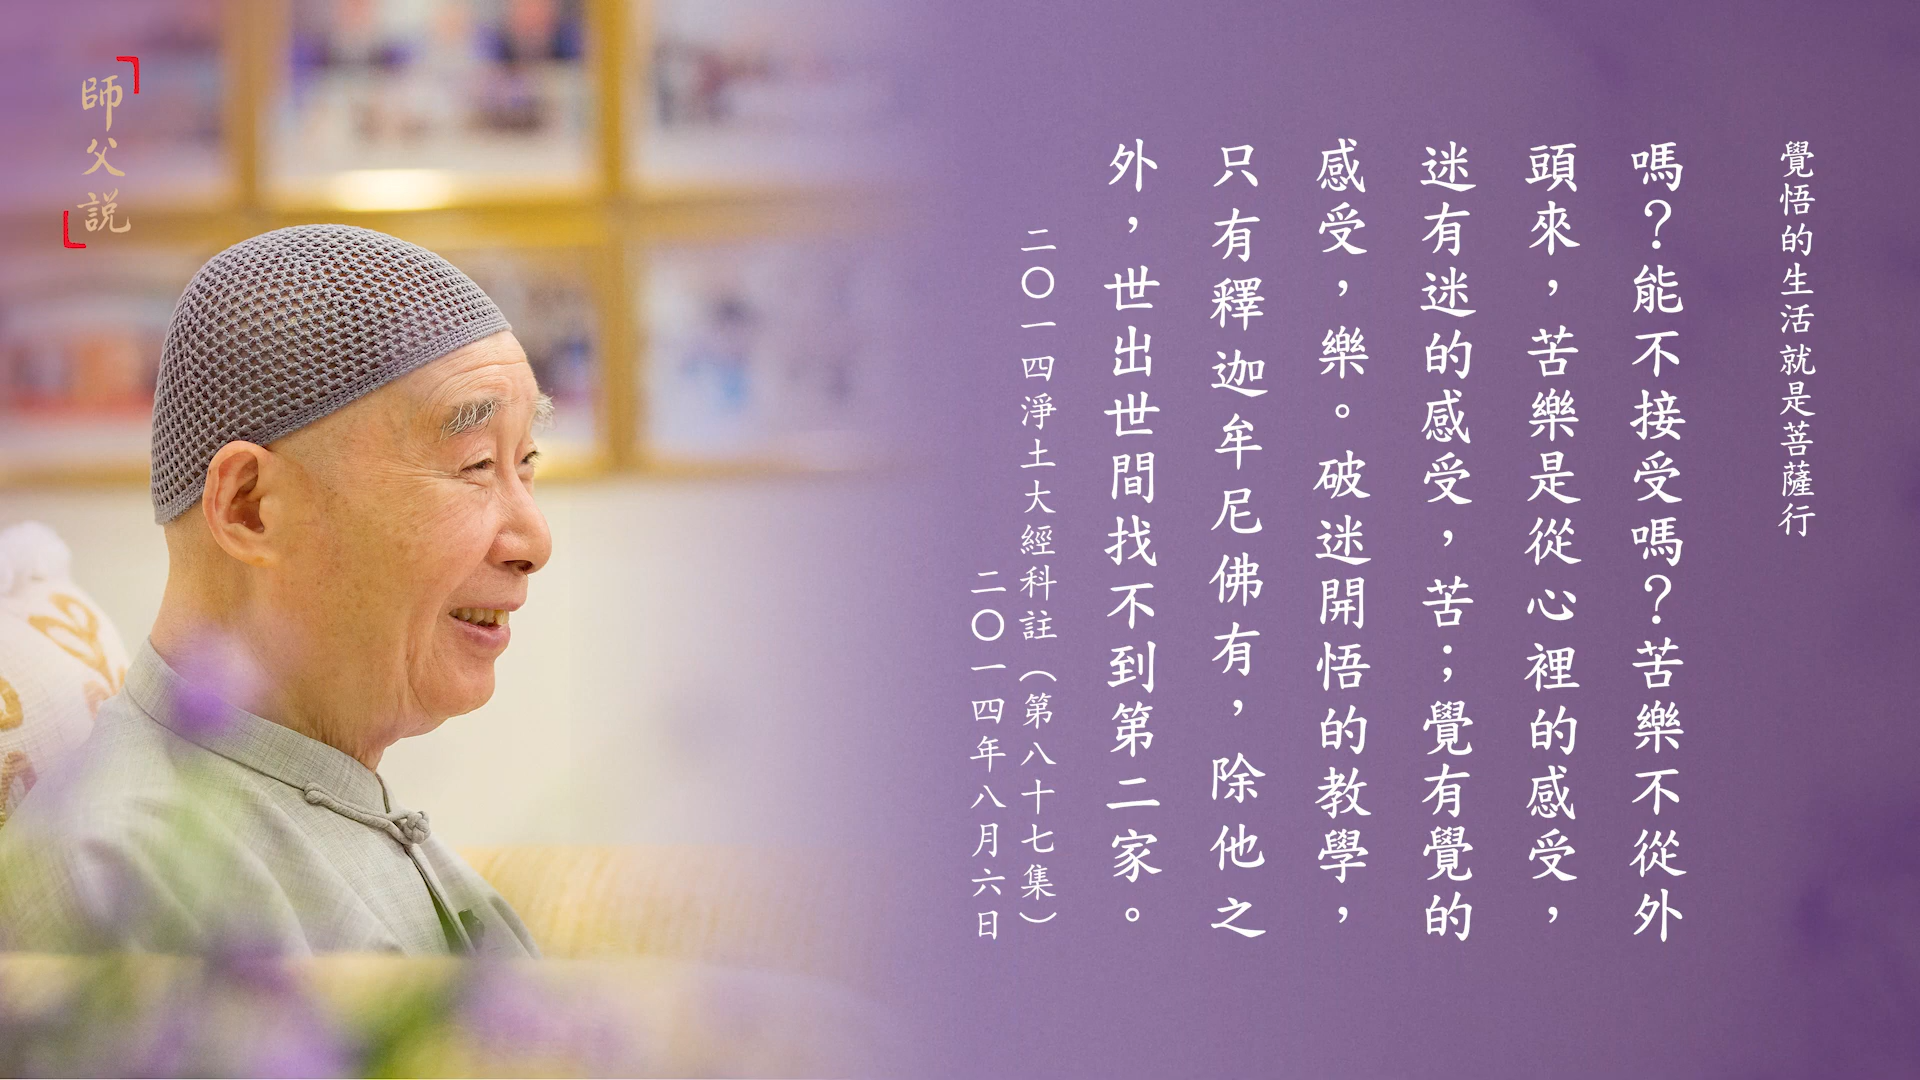 師父説
覺悟的生活就是菩薩行
嗎？能不接受嗎？苦樂不從外
頭來，苦樂是從心裡的感受，
迷有迷的感受，苦；覺有覺的
感受，樂。破迷開悟的教學，
只有釋迦牟尼佛有，除他之
外，世出世間找不到第二家。
二〇一四淨土大經科註（第八十七集）
二〇一四年八月六日